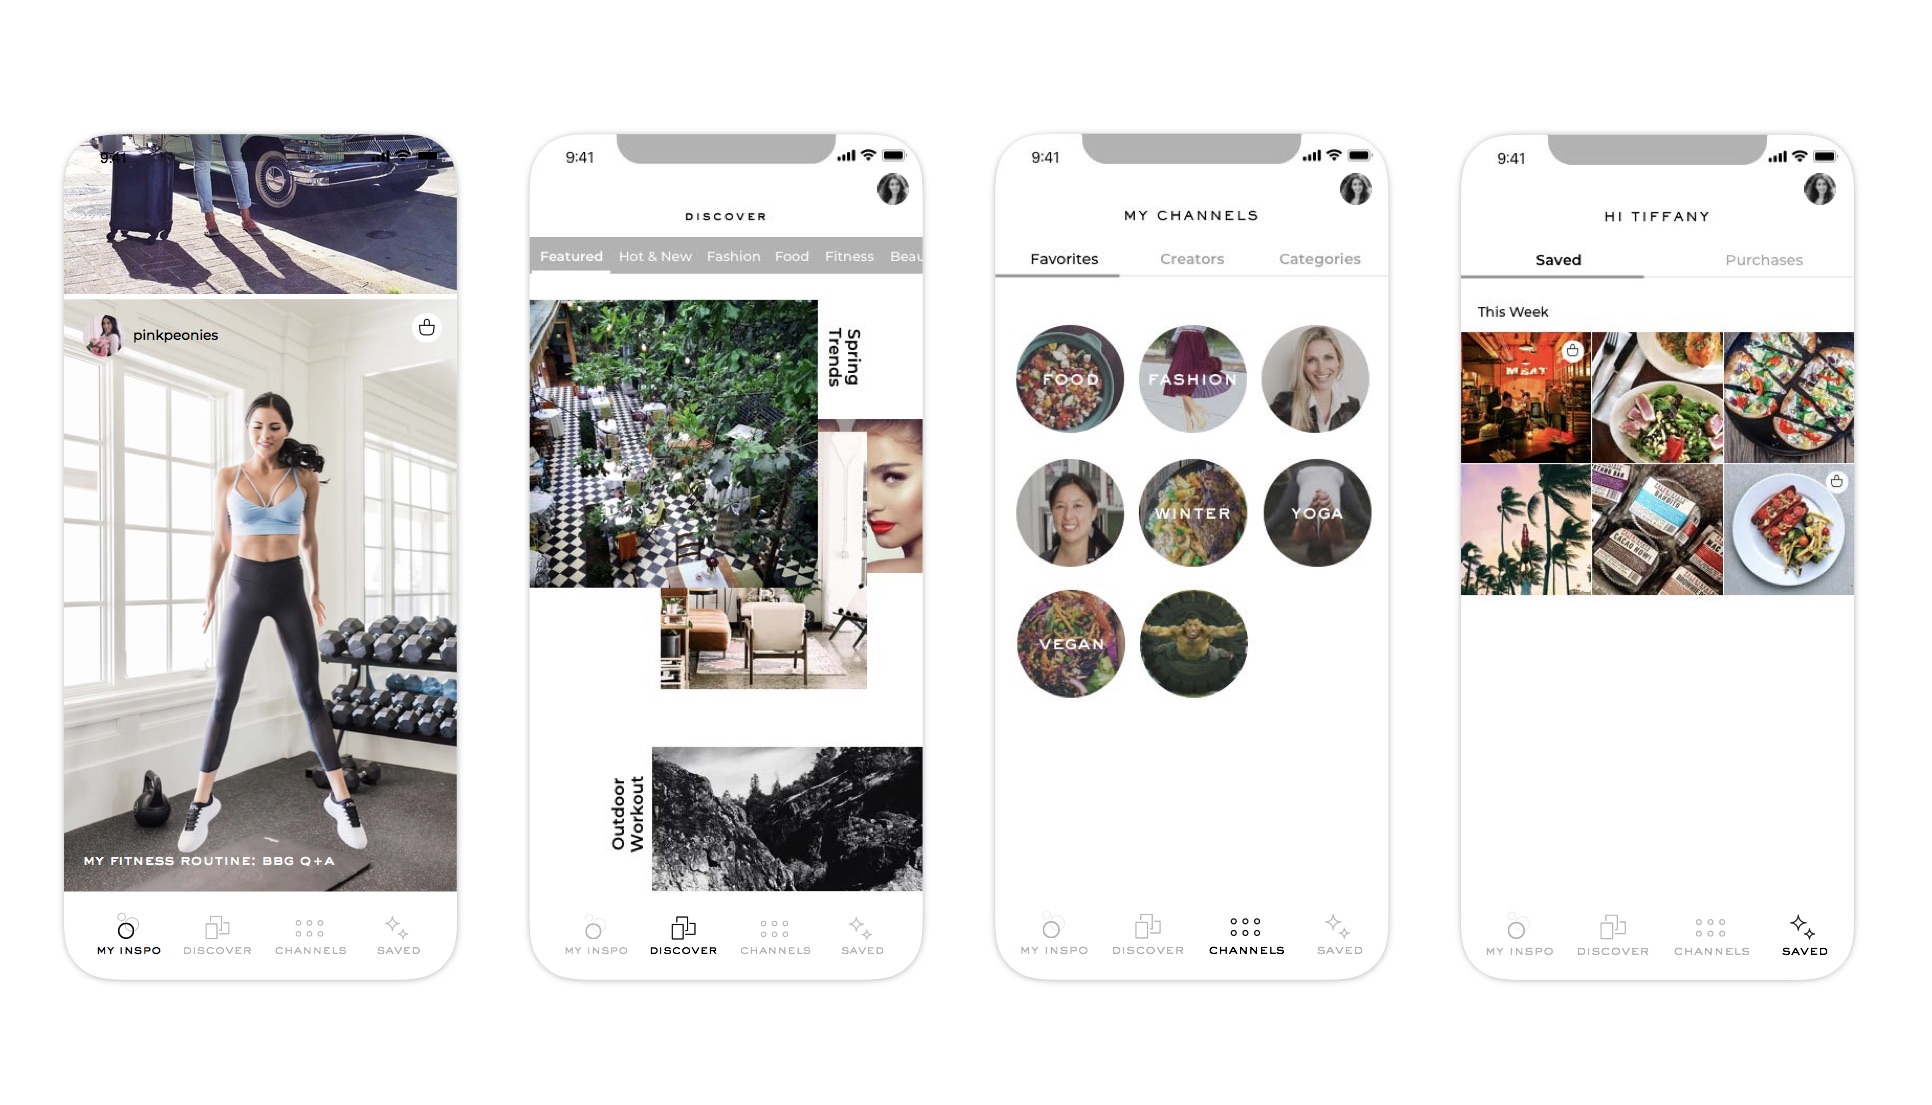 9:41
pinkpeonies
MY FITNESS ROUTINE: BBG Q+A
MY INSPO
DISCOVER
CHANNELS
SAVED
9:41
DISCOVER
Featured
Hot & New
Fashion
Food
Fitness
Beau
Spring
Trends
Outdoor
Workout
MY INSPO
DISCOVER
CHANNELS
SAVED
9:41
MY CHANNELS
Favorites
Creators
Categories
FOOD
FASHION
WINTER
YOGA
VEGAN
MY INSPO
DISCOVER
CHANNELS
SAVED
9:41
HI TIFFANY
Saved
Purchases
This Week
MEAT
MY INSPO
DISCOVER
CHANNELS
SAVED